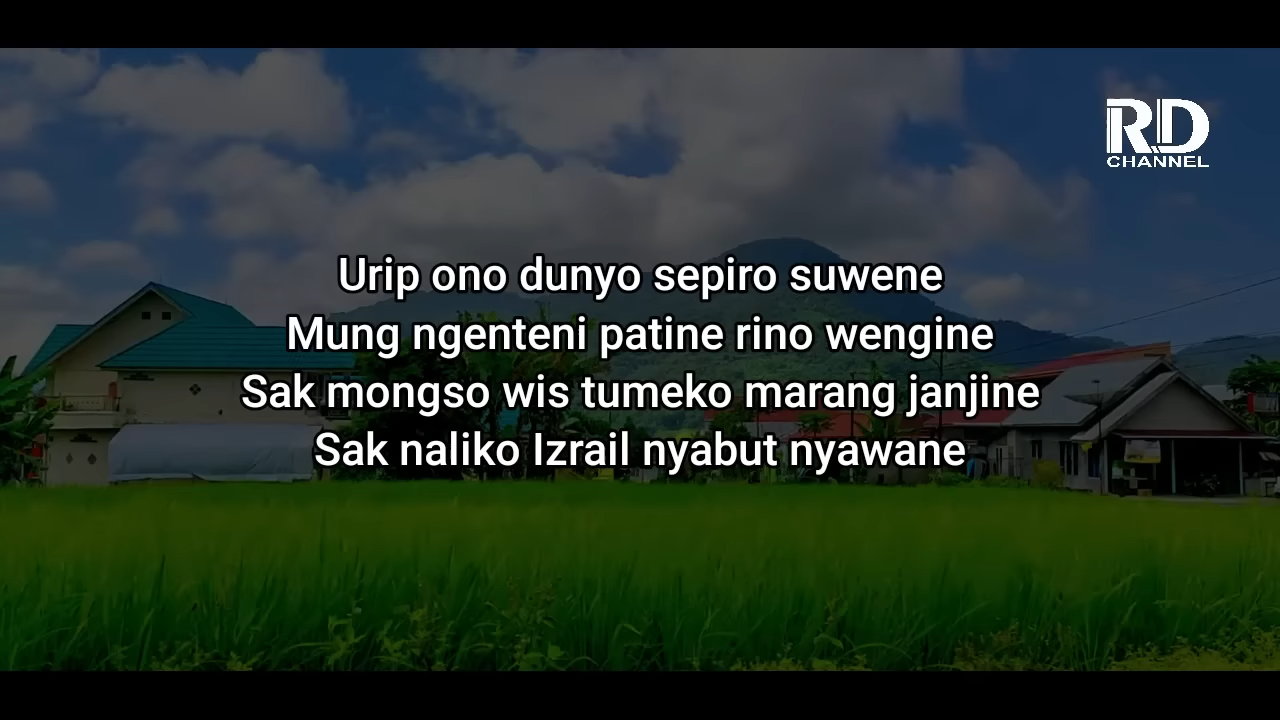 RD
CHANNEL
Urip ono dunyo sepiro suwene
Mung ngenteni patine rino wengine
Sak mongso wis tumeko marang janjine
Sak naliko Izrail nyabut nyawane